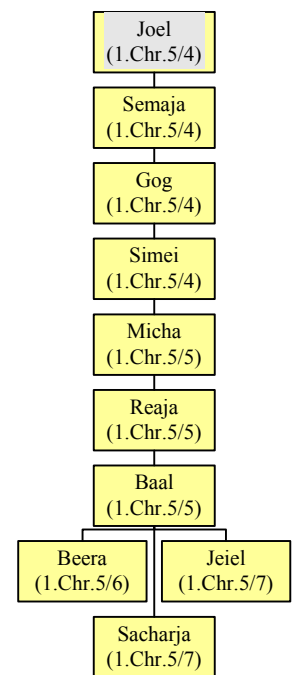 Joel
(1.Chr.5/4)
Semaja
(1.Chr.5/4)
Gog
(1.Chr.5/4)
Simei
(1.Chr.5/4)
Micha
(1.Chr.5/5)
Reaja
(1.Chr.5/5)
Baal
(1.Chr.5/5)
Beera
(1.Chr.5/6)
Jeiel
(1.Chr.5/7)
Sacharja
(1.Chr.5/7)